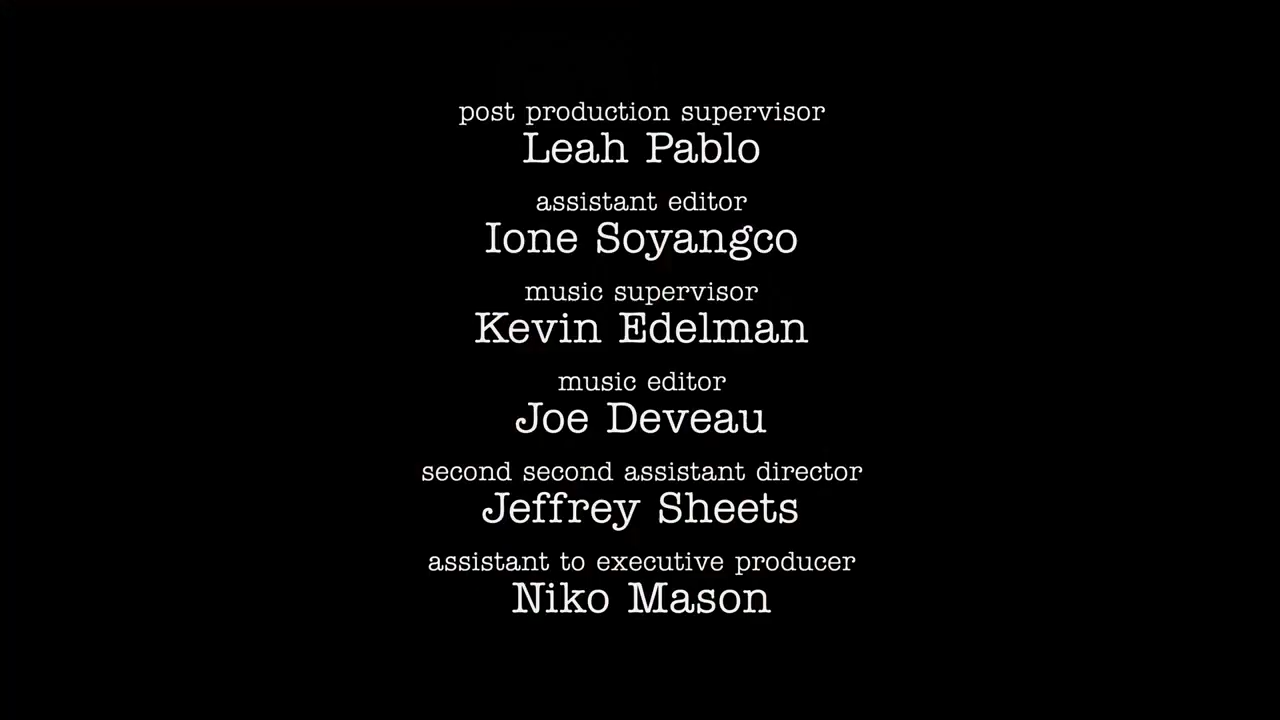 post production supervisor
Leah Pablo
assistant editor
Ione Soyangco
music supervisor
Kevin Edelman
music editor
Joe Deveau
second second assistant director
Jeffrey Sheets
assistant to executive producer
Niko Mason